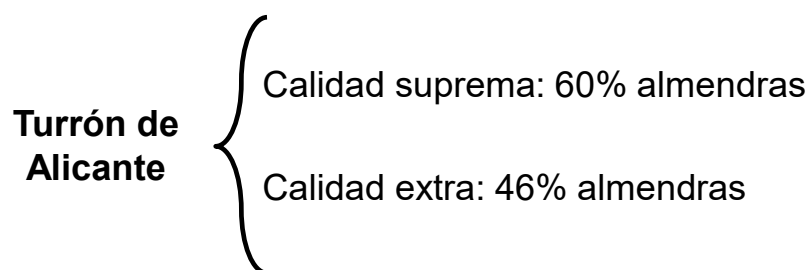 Turrón de
Alicante
Calidad suprema: 60% almendras
Calidad extra: 46% almendras